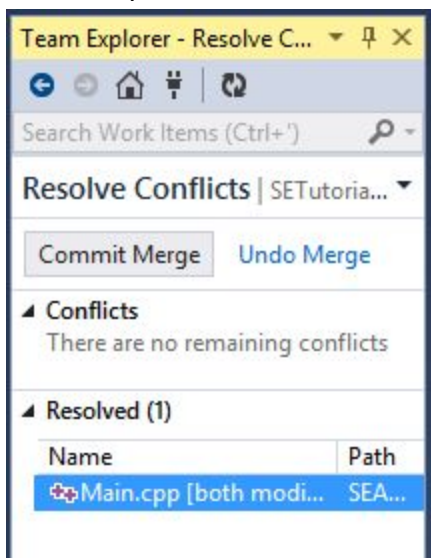 Team Explorer - Resolve C...
Search Work Items (Ctrl+')
Resolve Conflicts | SETutoria...
Commit Merge Undo Merge
Conflicts
There are no remaining conflicts
Resolved (1)
Name Path
Main.cpp [both modi... SEA...